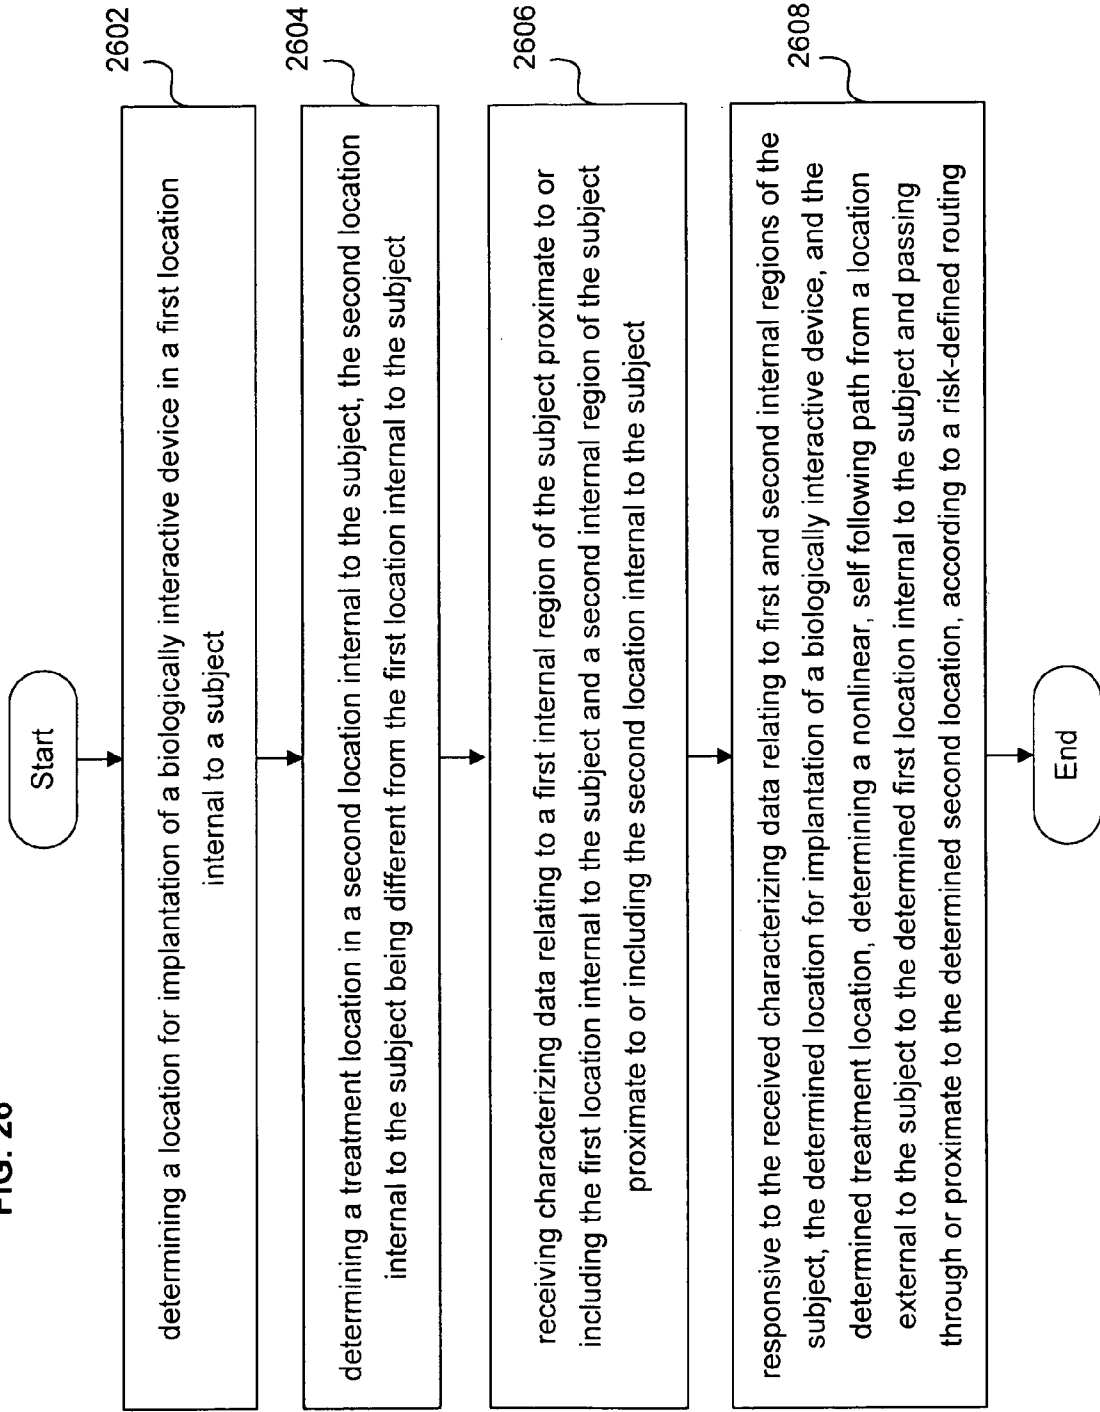 FIG. 26
Start
2602
determining a location for implantation of a biologically interactive device in a first location
internal to a subject
2604
determining a treatment location in a second location internal to the subject, the second location
internal to the subject being different from the first location internal to the subject
2606
receiving characterizing data relating to a first internal region of the subject proximate to or
including the first location internal to the subject and a second internal region of the subject
proximate to or including the second location internal to the subject
2608
responsive to the received characterizing data relating to first and second internal regions of the
subject, the determined location for implantation of a biologically interactive device, and the
determined treatment location, determining a nonlinear, self following path from a location
external to the subject to the determined first location internal to the subject and passing
through or proximate to the determined second location, according to a risk-defined routing
End